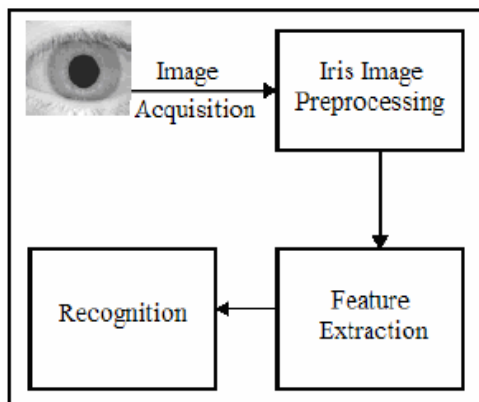 Image
Acquisition
Iris Image
Preprocessing
Feature
Extraction
Recognition